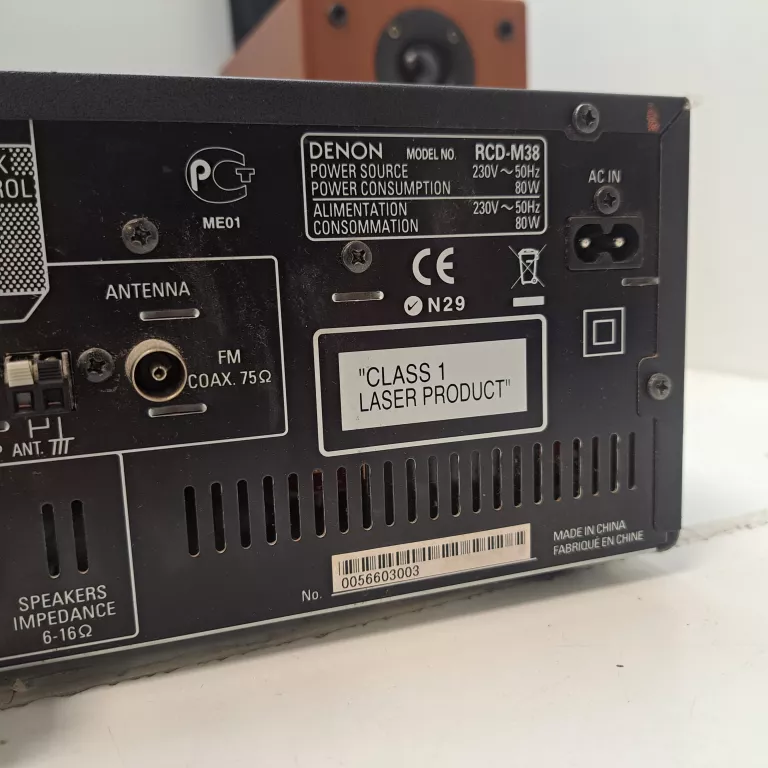 DENON MODEL NO. RCD-M38
POWER SOURCE 230V ~ 50Hz
POWER CONSUMPTION 80W
ALIMENTATION 230V ~ 50Hz
CONSOMMATION 80W
AC IN
ME01
CE
N29
ANTENNA
FM
COAX. 75Ω
ANT.
"CLASS 1
LASER PRODUCT"
SPEAKERS
IMPEDANCE
6-16Ω
No. 0056603003
MADE IN CHINA
FABRIQUÉ EN CHINE